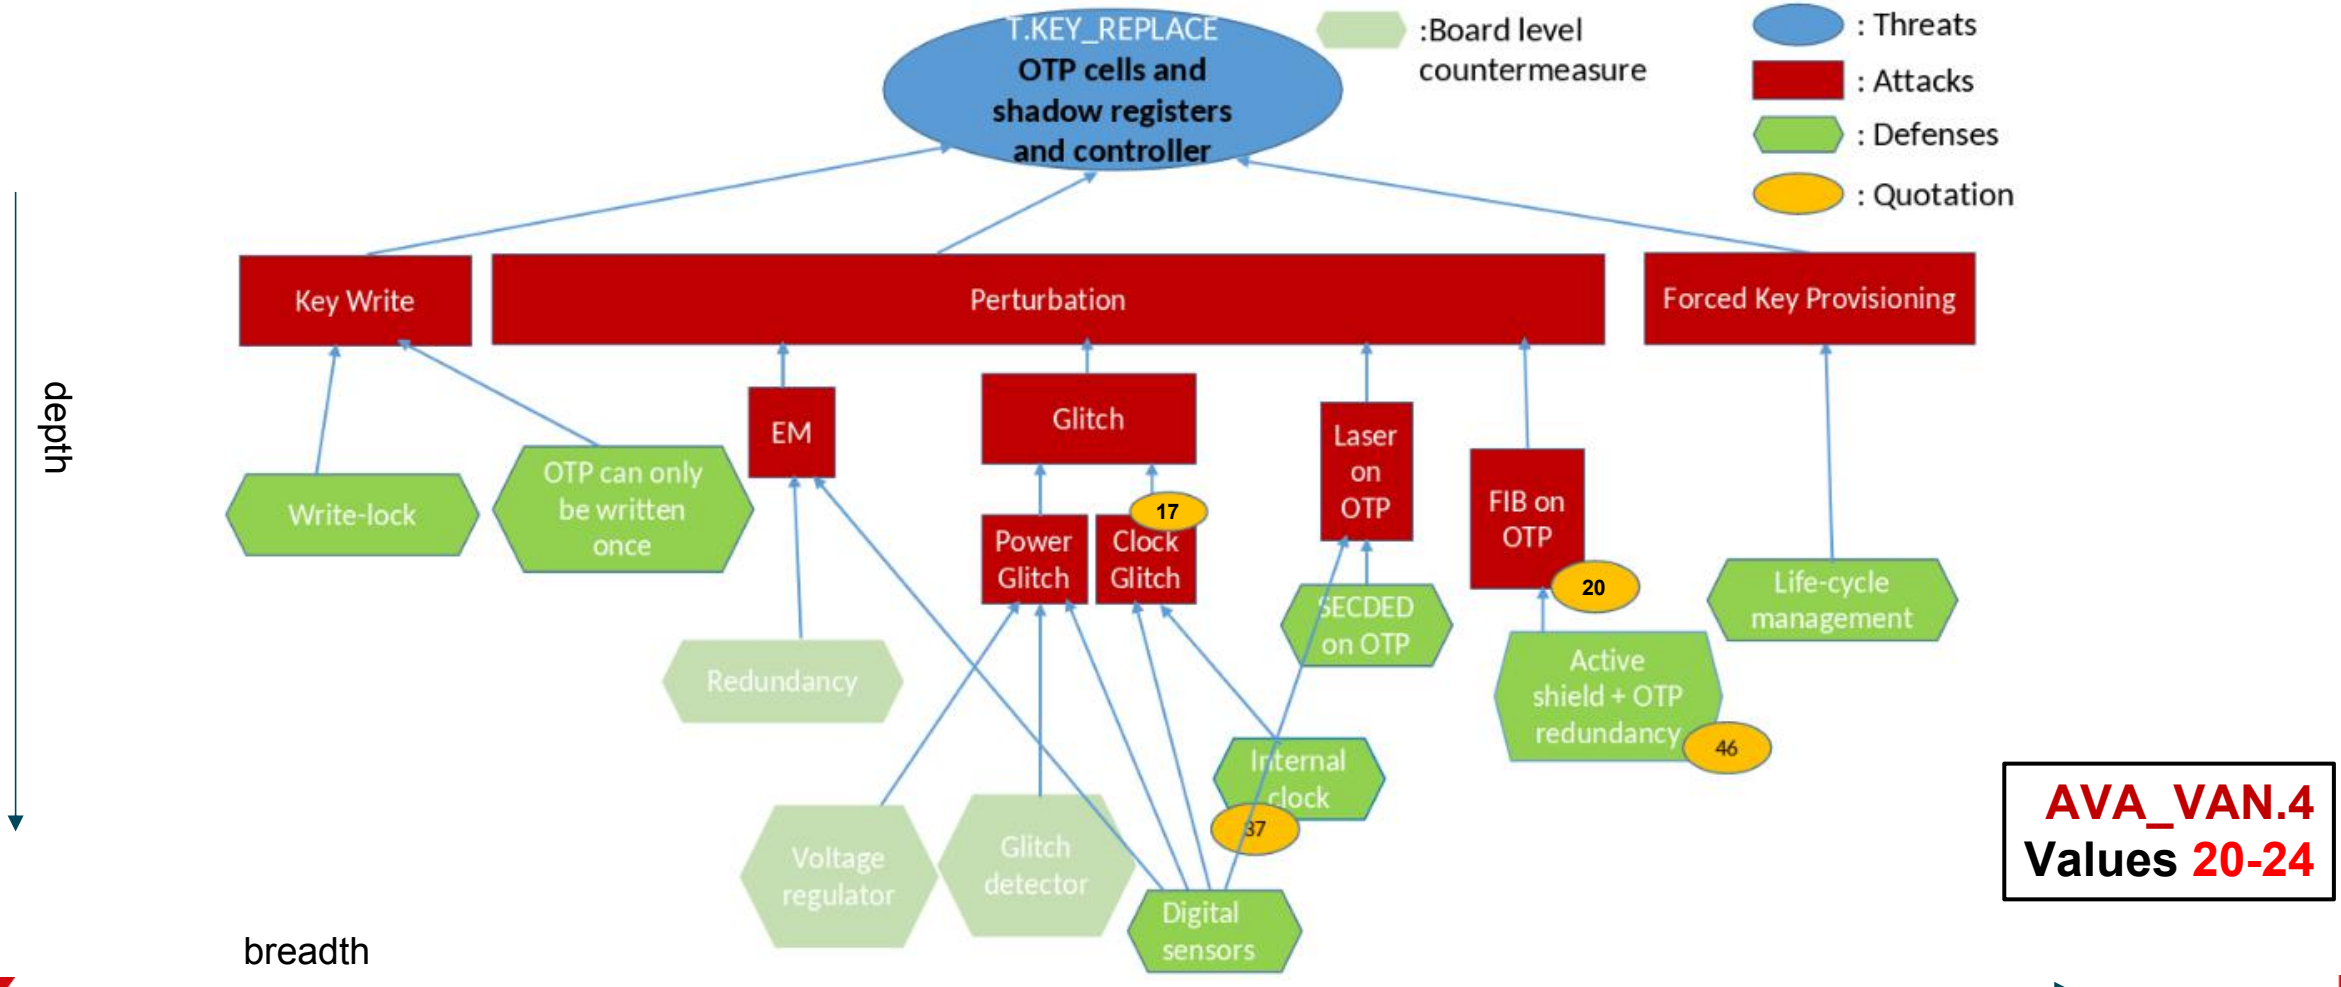 T.KEY_REPLACE
OTP cells and
shadow registers
and controller
:Board level
countermeasure
: Threats
: Attacks
: Defenses
: Quotation
Key Write
Perturbation
Forced Key Provisioning
depth
EM
Glitch
Laser
on
OTP
FIB on
OTP
20
Write-lock
OTP can only
be written
once
17
Power
Glitch
Clock
Glitch
SECDED
on OTP
Life-cycle
management
Redundancy
Active
shield + OTP
redundancy
46
Internal
clock
37
Voltage
regulator
Glitch
detector
Digital
sensors
AVA_VAN.4
Values 20-24
breadth